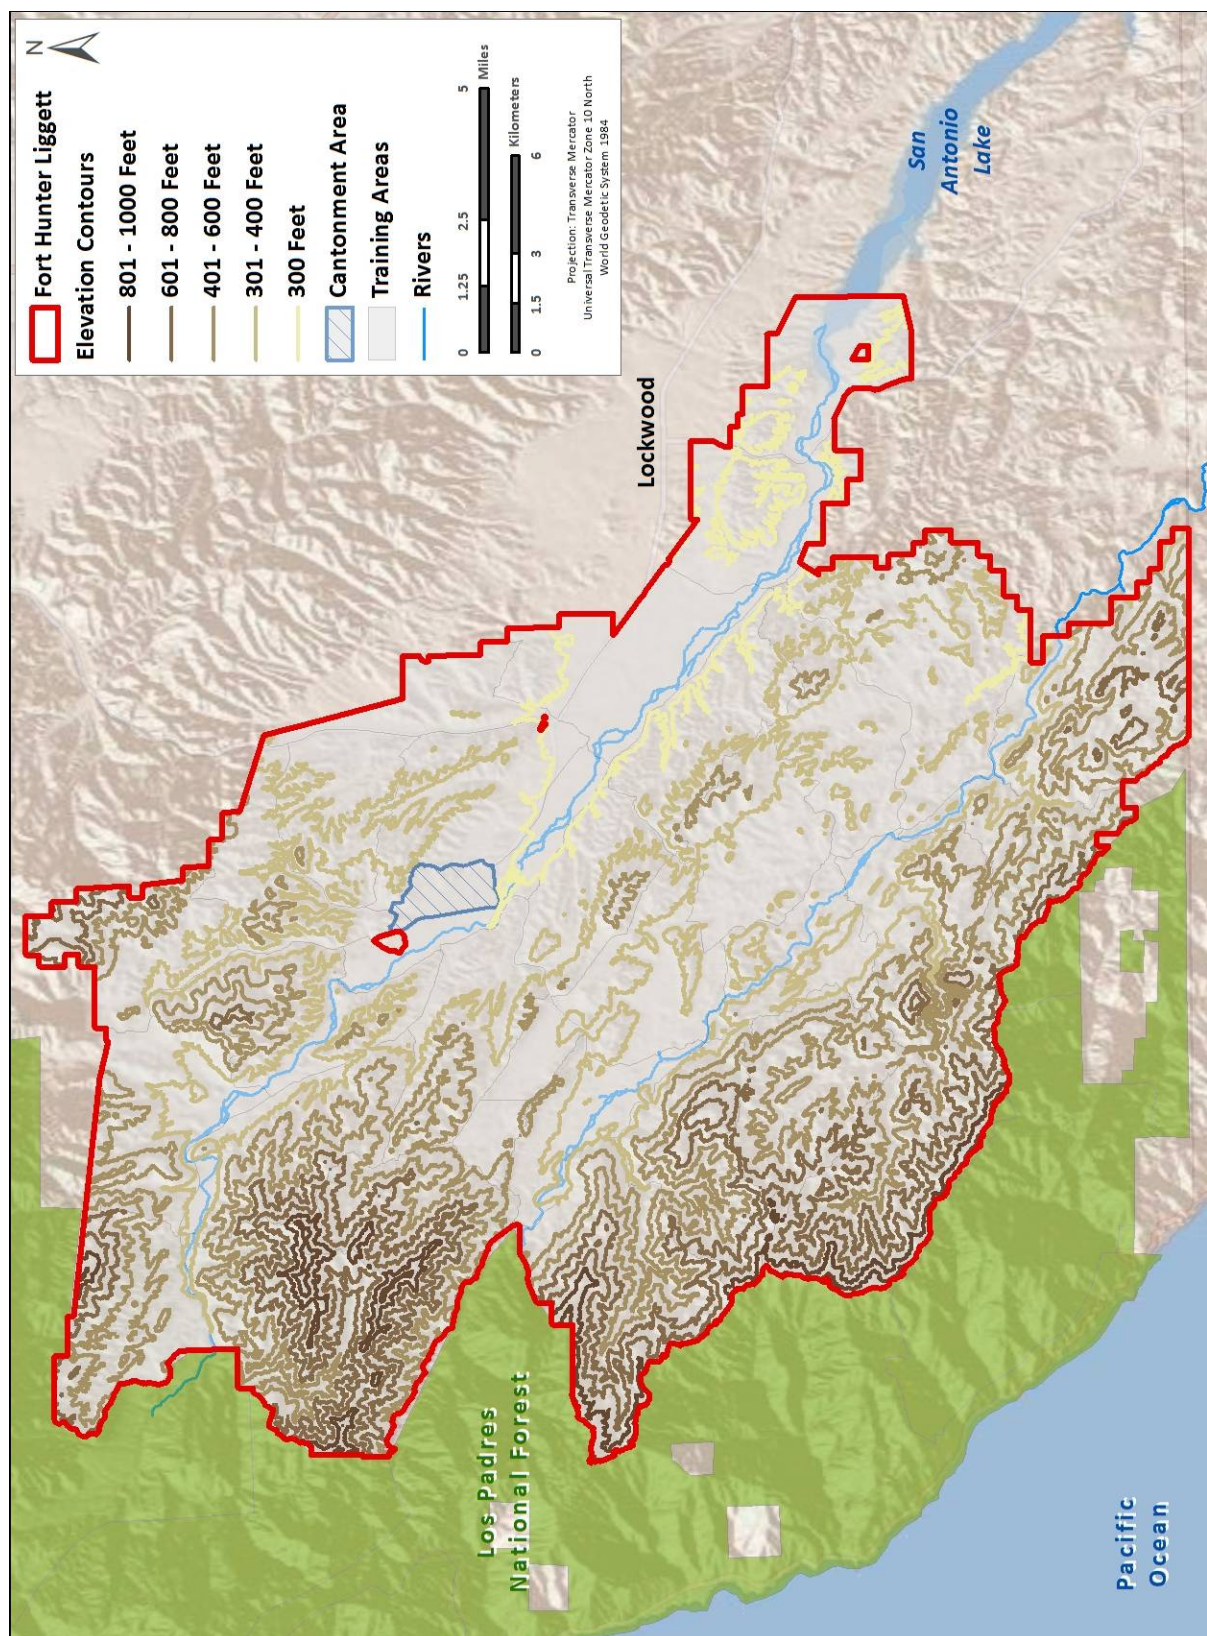 N
Fort Hunter Liggett
Elevation Contours
801 - 1000 Feet
601 - 800 Feet
401 - 600 Feet
301 - 400 Feet
300 Feet
Cantonment Area
Training Areas
Rivers
0 1.25 2.5 5
Miles
Kilometers
0 1.5 3 6
Projection: Transverse Mercator
Universal Transverse Mercator Zone 10 North
World Geodetic System 1984
Lockwood
San
Antonio
Lake
Los Padres
National Forest
Pacific
Ocean